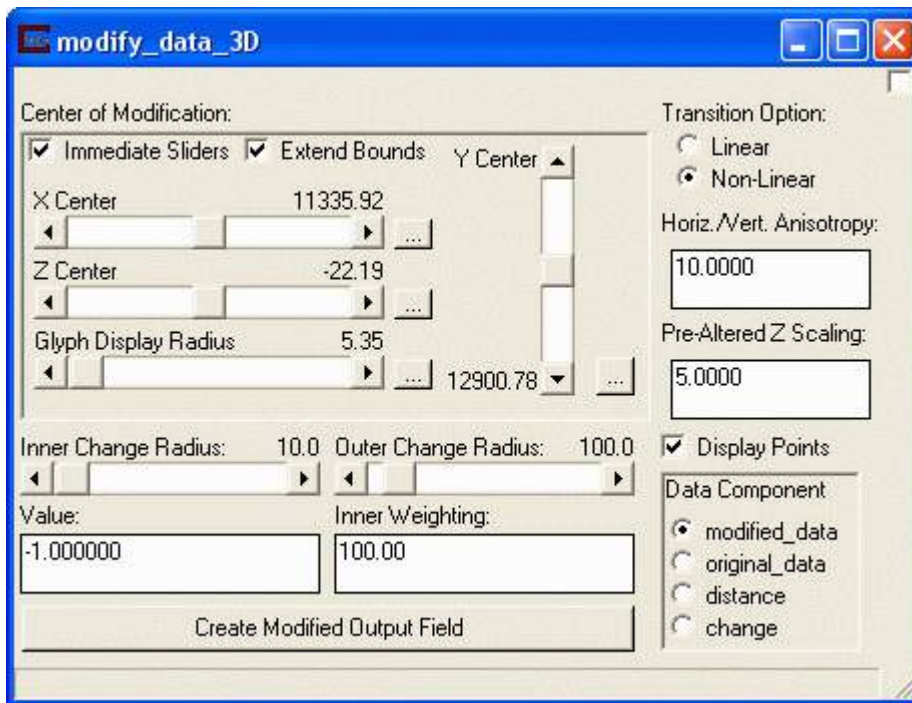 modify_data_3D
Center of Modification:
Immediate Sliders
Extend Bounds
Y Center
X Center 11335.92
...
Z Center -22.19
...
Glyph Display Radius 5.35
...
12900.78
...
Transition Option:
Linear
Non-Linear
Horiz./Vert. Anisotropy:
10.0000
Pre-Altered Z Scaling:
5.0000
Inner Change Radius: 10.0
Outer Change Radius: 100.0
Value:
-1.000000
Inner Weighting:
100.00
Create Modified Output Field
Display Points
Data Component
modified_data
original_data
distance
change